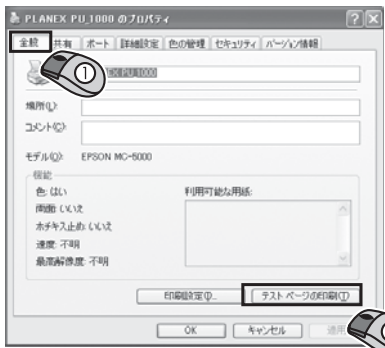 PLANEX PU_1000 のプロパティ
全般 共有 ポート 詳細設定 色の管理 セキュリティ バージョン情報
①
EX PU_1000
場所(L):
コメント(C):
モデル(O): EPSON MC-5000
機能
色: はい 利用可能な用紙:
両面: いいえ
ホチキス止め: いいえ
速度: 不明
最高解像度: 不明
印刷設定(I)... テスト ページの印刷(T)
OK キャンセル 適用